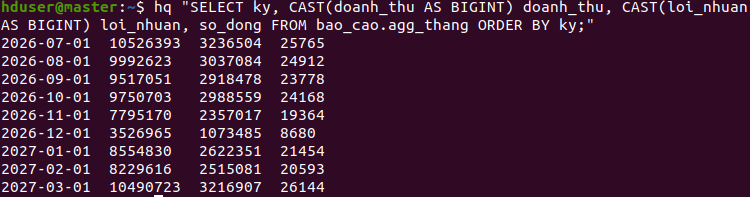 hduser@master:~$ hq "SELECT ky, CAST(doanh_thu AS BIGINT) doanh_thu, CAST(loi_nhuan
AS BIGINT) loi_nhuan, so_dong FROM bao_cao.agg_thang ORDER BY ky;"
2026-07-01 10526393 3236504 25765
2026-08-01 9992623 3037084 24912
2026-09-01 9517051 2918478 23778
2026-10-01 9750703 2988559 24168
2026-11-01 7795170 2357017 19364
2026-12-01 3526965 1073485 8680
2027-01-01 8554830 2622351 21454
2027-02-01 8229616 2515081 20593
2027-03-01 10490723 3216907 26144